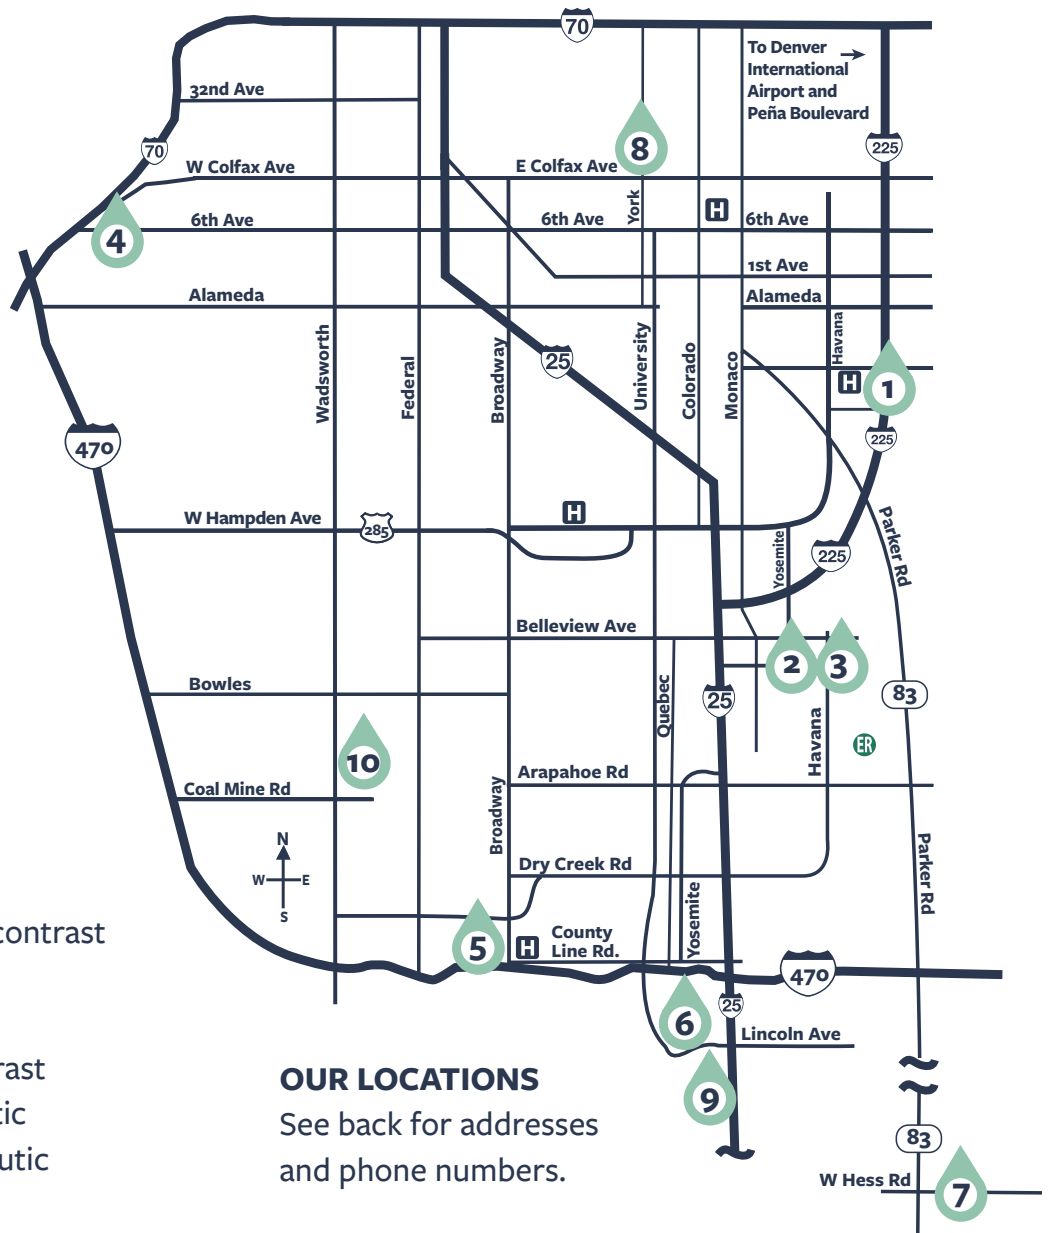 70
To Denver
International
Airport and
Peña Boulevard
32nd Ave
70
225
8
W Colfax Ave
E Colfax Ave
York
H
6th Ave
6th Ave
6th Ave
4
1st Ave
Alameda
Alameda
Wadsworth
Federal
Broadway
25
University
Colorado
Monaco
Havana
H
1
470
225
W Hampden Ave
285
H
Yosemite
225
Parker Rd
Belleview Ave
2
3
Bowles
Quebec
25
Havana
83
ER
10
Coal Mine Rd
Arapahoe Rd
Broadway
N
W
E
S
Dry Creek Rd
Parker Rd
Yosemite
contrast
5
H
County
Line Rd.
470
6
25
Lincoln Ave
rast
tic
utic
OUR LOCATIONS
See back for addresses
and phone numbers.
9
83
W Hess Rd
7